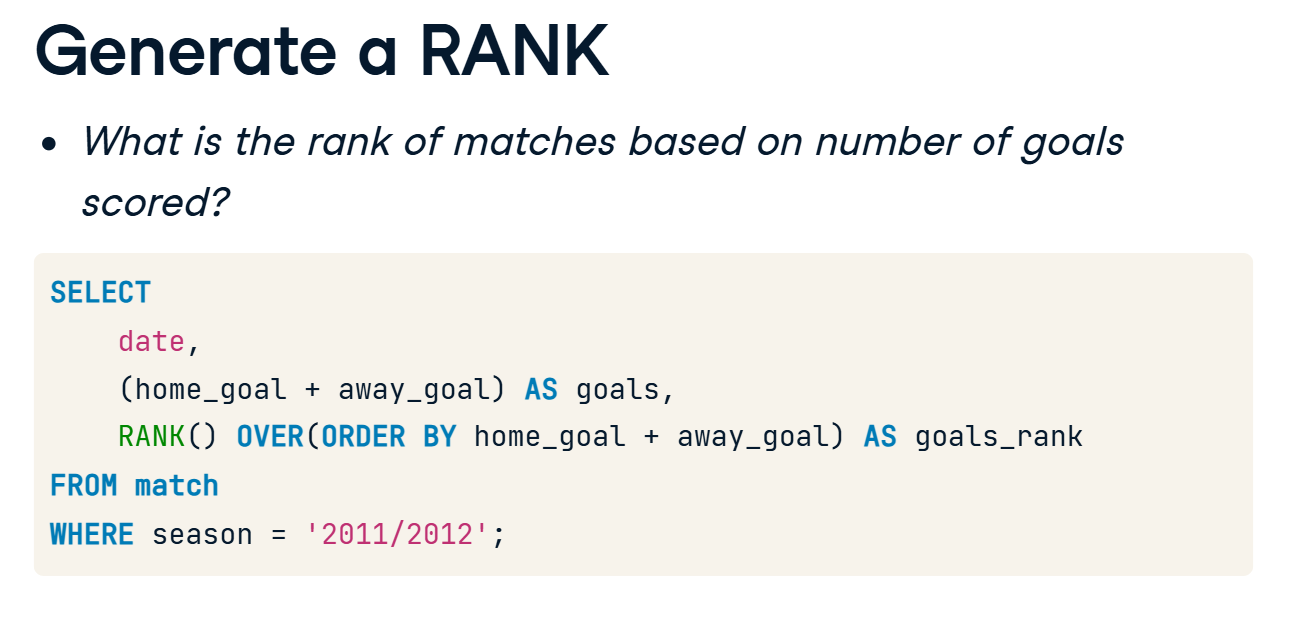 Generate a RANK
• What is the rank of matches based on number of goals
scored?
SELECT
    date,
    (home_goal + away_goal) AS goals,
    RANK() OVER(ORDER BY home_goal + away_goal) AS goals_rank
FROM match
WHERE season = '2011/2012';